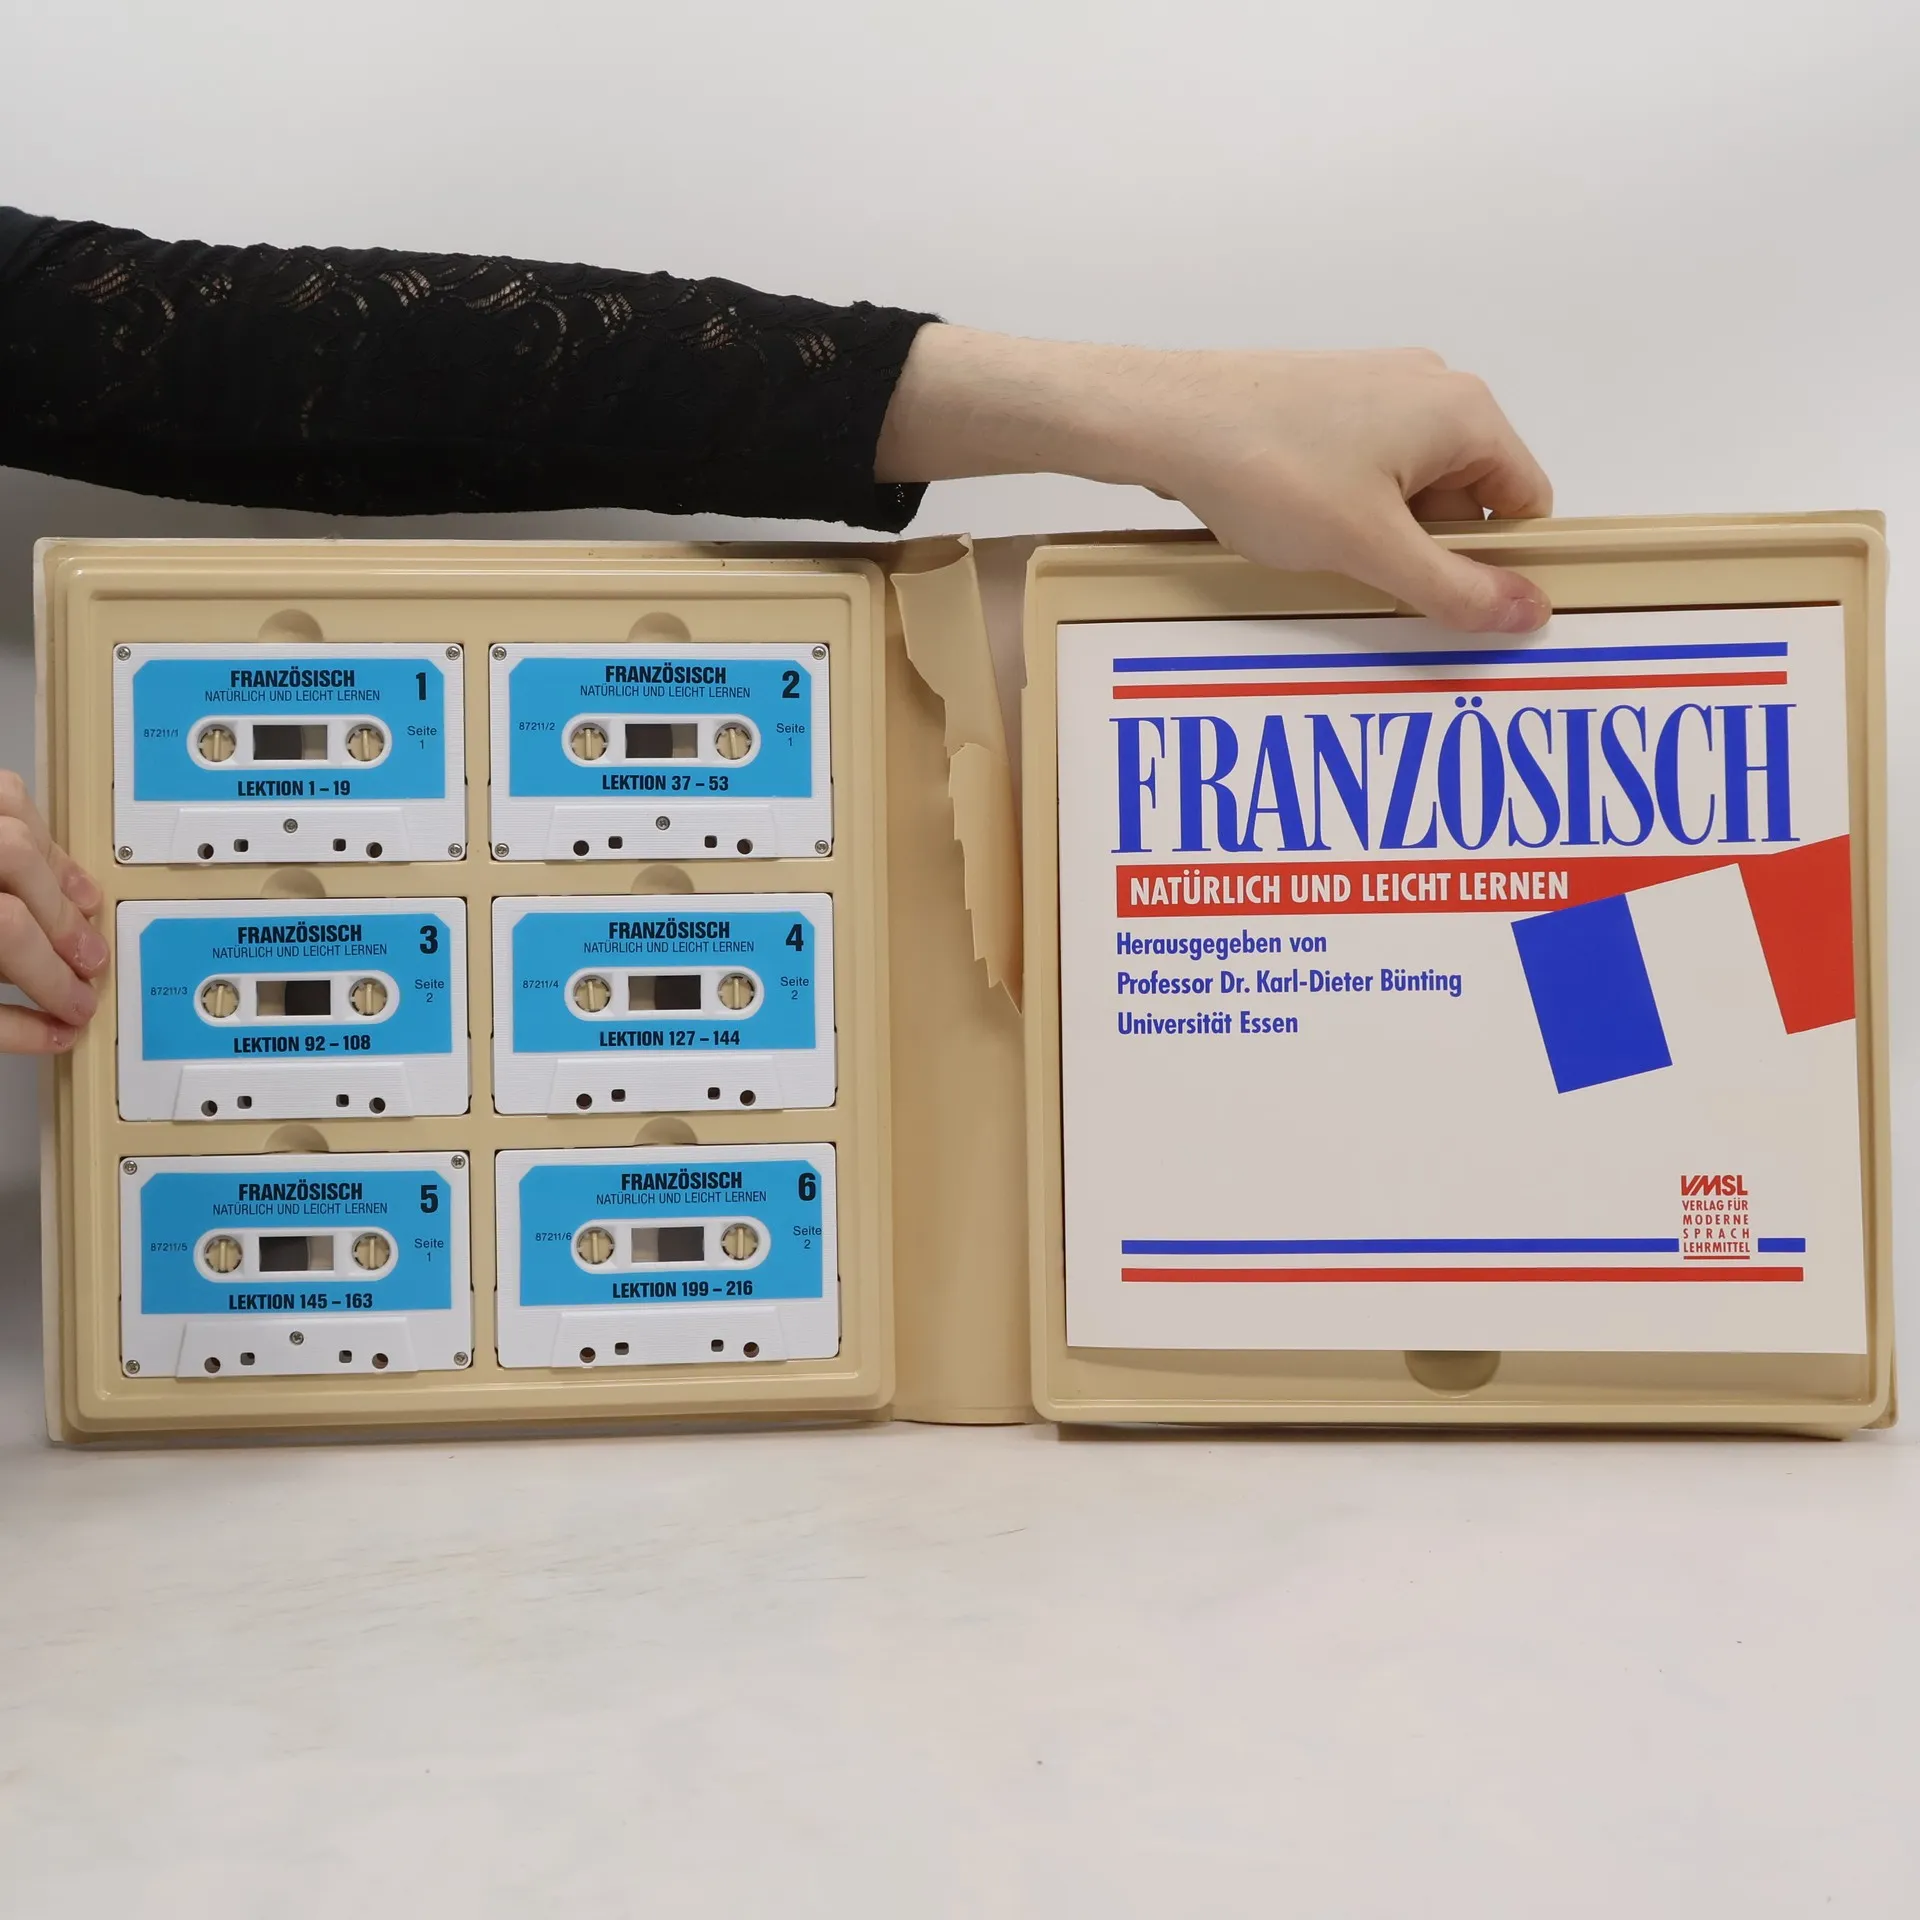 FRANZÖSISCH
NATÜRLICH UND LEICHT LERNEN
1
87211/1
Seite
1
LEKTION 1 – 19
FRANZÖSISCH
NATÜRLICH UND LEICHT LERNEN
2
87211/2
Seite
1
LEKTION 37 – 53
FRANZÖSISCH
NATÜRLICH UND LEICHT LERNEN
3
87211/3
Seite
2
LEKTION 92 – 108
FRANZÖSISCH
NATÜRLICH UND LEICHT LERNEN
4
87211/4
Seite
2
LEKTION 127 – 144
FRANZÖSISCH
NATÜRLICH UND LEICHT LERNEN
5
87211/5
Seite
1
LEKTION 145 – 163
FRANZÖSISCH
NATÜRLICH UND LEICHT LERNEN
6
87211/6
Seite
2
LEKTION 199 – 216
FRANZÖSISCH
NATÜRLICH UND LEICHT LERNEN
Herausgegeben von
Professor Dr. Karl-Dieter Bünting
Universität Essen
VMSL
VERLAG FÜR
MODERNE
SPRACH
LEHRMITTEL